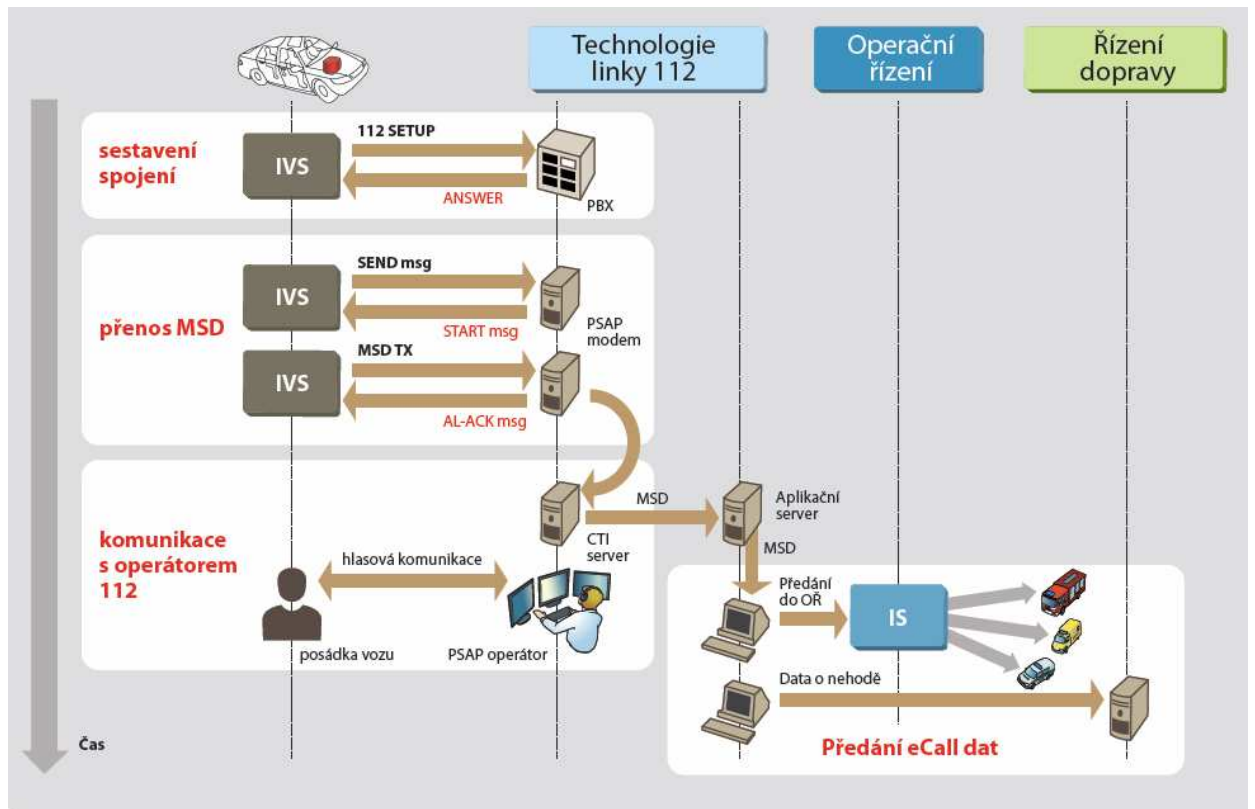 Technologie
linky 112
Operační
řízení
Řízení
dopravy
sestavení
spojení
IVS
112 SETUP
ANSWER
PBX
přenos MSD
IVS
SEND msg
START msg
PSAP
modem
IVS
MSD TX
AL-ACK msg
komunikace
s operátorem
112
CTI
server
MSD
Aplikační
server
MSD
hlasová komunikace
posádka vozu
PSAP operátor
Předání
do OŘ
IS
Data o nehodě
Předání eCall dat
Čas